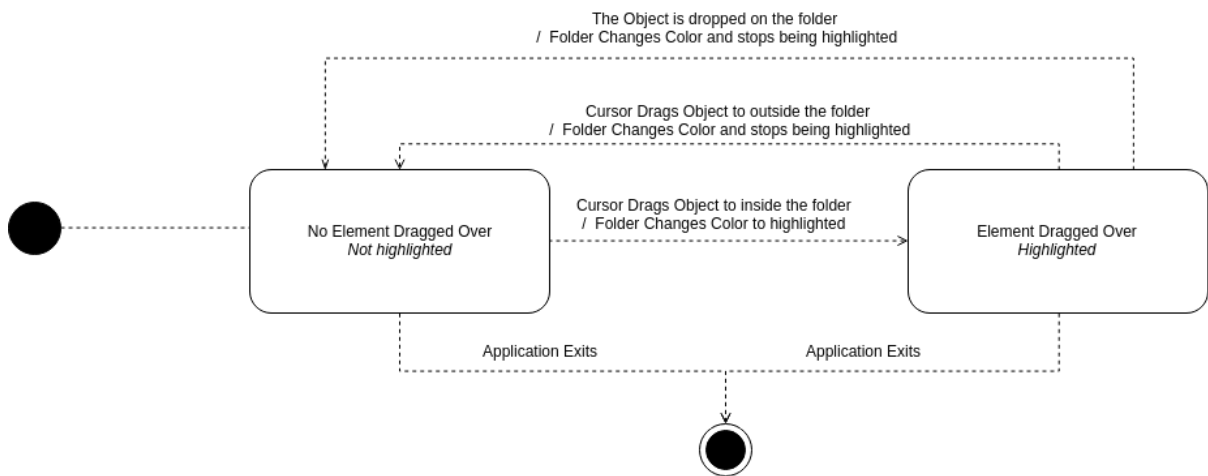 The Object is dropped on the folder
/ Folder Changes Color and stops being highlighted
Cursor Drags Object to outside the folder
/ Folder Changes Color and stops being highlighted
Cursor Drags Object to inside the folder
/ Folder Changes Color to highlighted
No Element Dragged Over
Not highlighted
Element Dragged Over
Highlighted
Application Exits
Application Exits